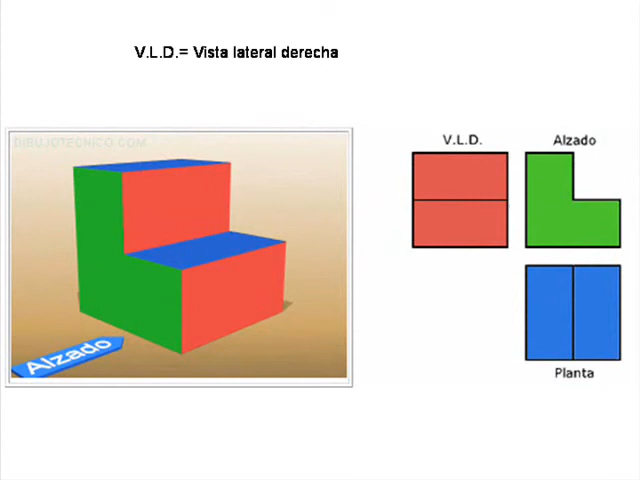 V.L.D.= Vista lateral derecha
DIBUJOTECNICO.COM
V.L.D.
Alzado
Alzado
Planta